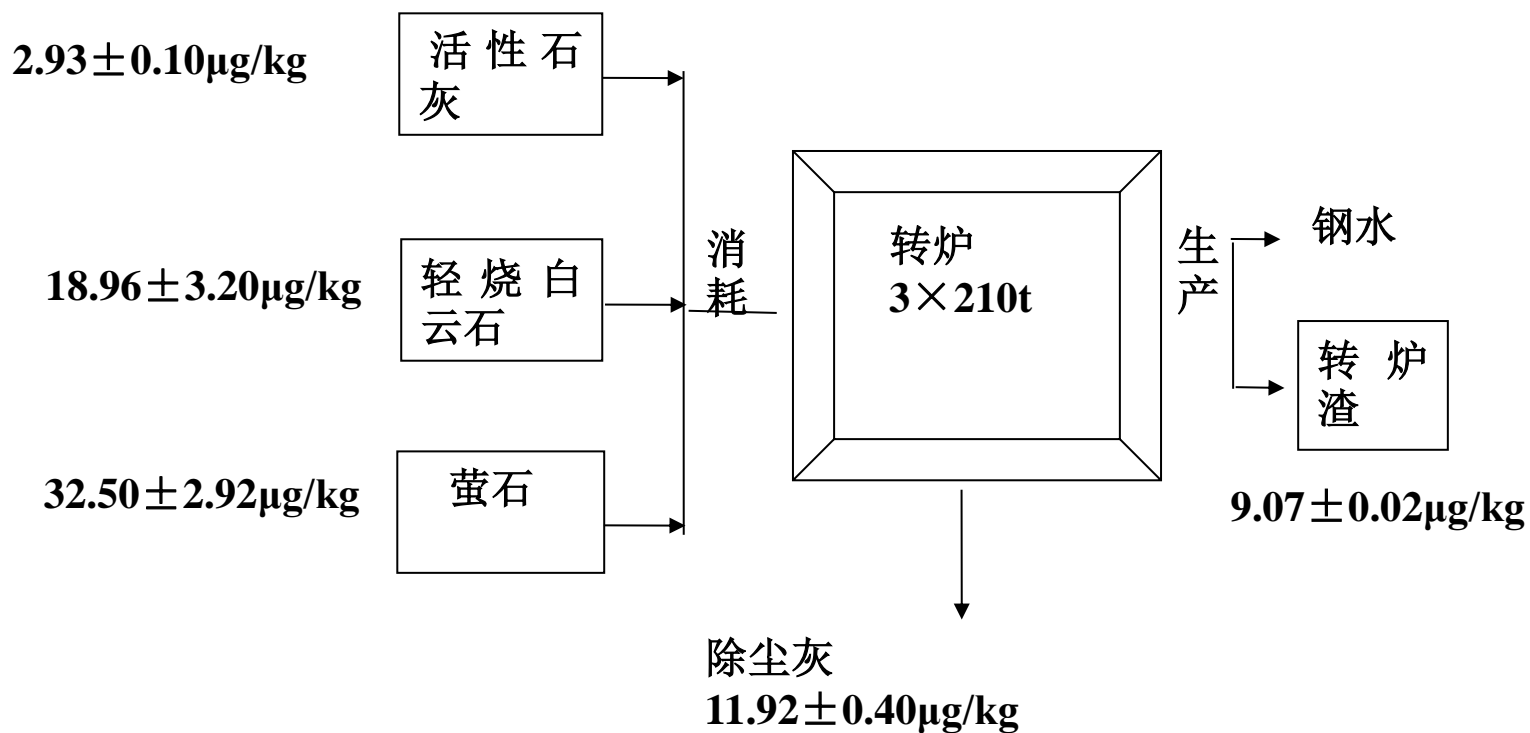 2.93±0.10μg/kg
活性石
灰
18.96±3.20μg/kg
轻烧白
云石
32.50±2.92μg/kg
萤石
消
耗
转炉
3×210t
生
产
钢水
转炉
渣
9.07±0.02μg/kg
除尘灰
11.92±0.40μg/kg